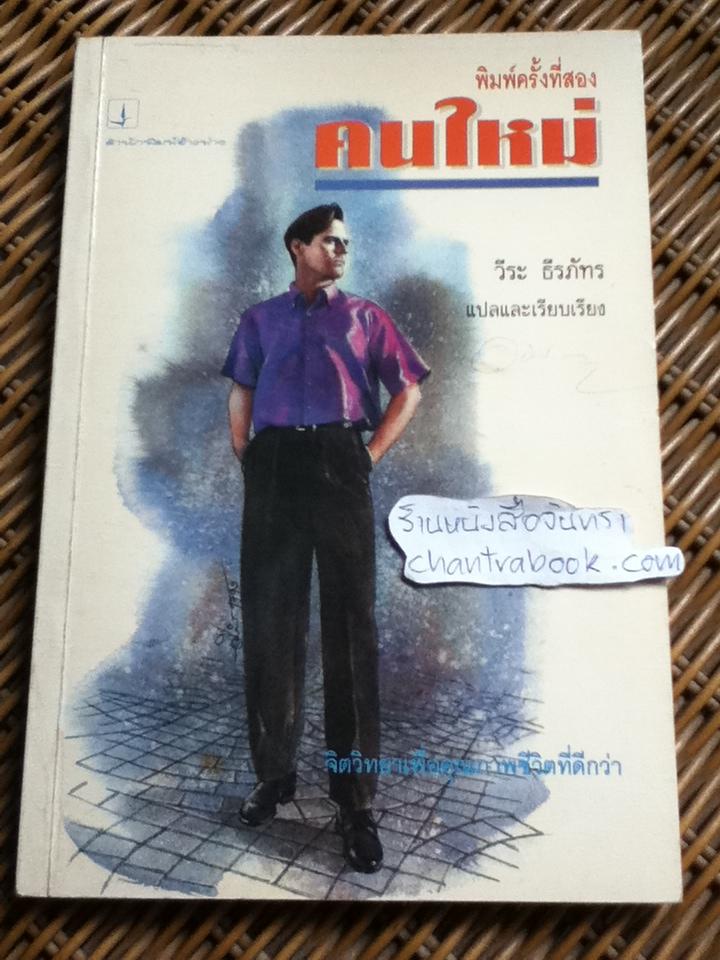 พิมพ์ครั้งที่สอง
คนใหม่
วีระ ธีรภัทร
แปลและเรียบเรียง
ร้านหนังสือจันทรา
chantrabook.com
จิตวิทยาเพื่อคุณภาพชีวิตที่ดีกว่า